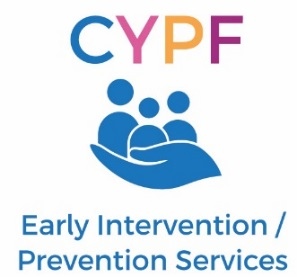 CYPF
Early Intervention /
Prevention Services